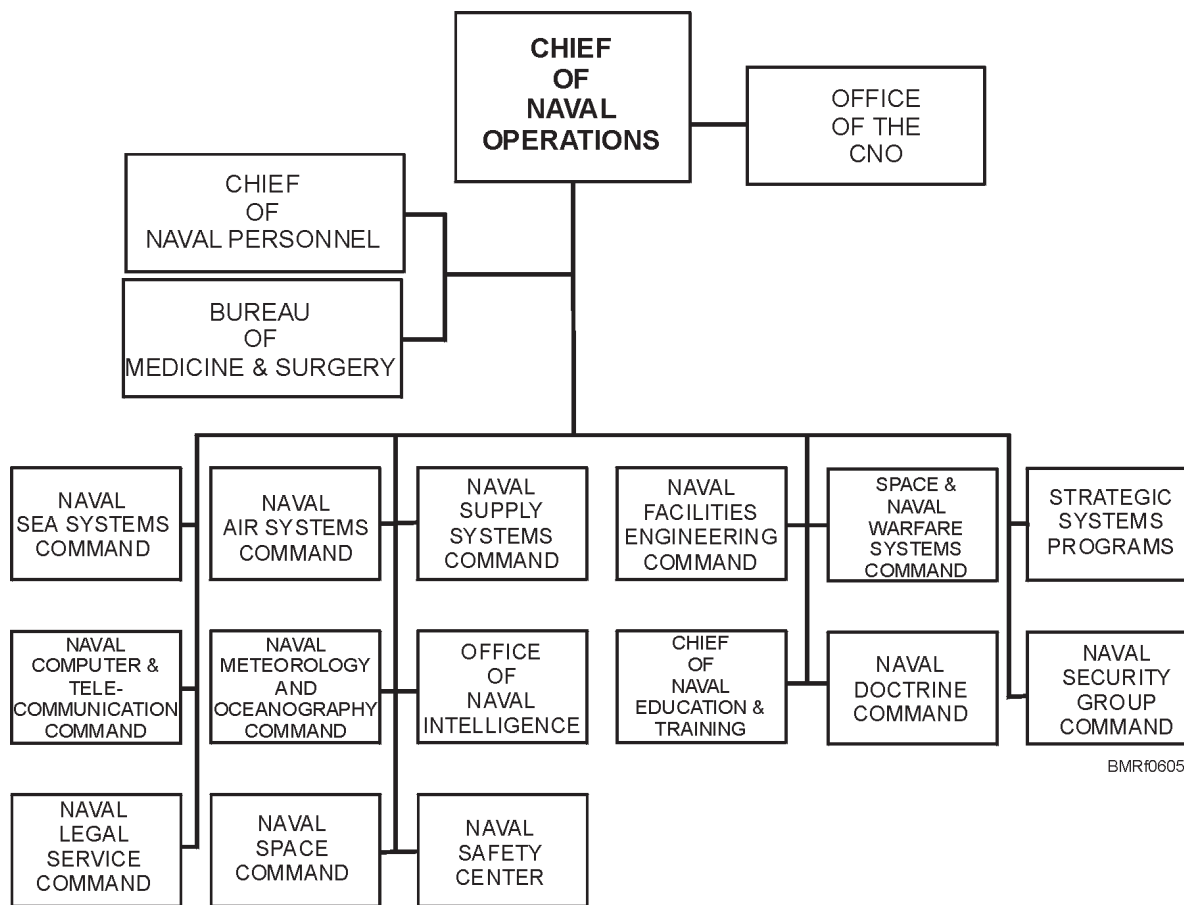 CHIEF
OF
NAVAL
OPERATIONS
OFFICE
OF THE
CNO
CHIEF
OF
NAVAL PERSONNEL
BUREAU
OF
MEDICINE & SURGERY
NAVAL
SEA SYSTEMS
COMMAND
NAVAL
AIR SYSTEMS
COMMAND
NAVAL
SUPPLY
SYSTEMS
COMMAND
NAVAL
FACILITIES
ENGINEERING
COMMAND
SPACE &
NAVAL
WARFARE
SYSTEMS
COMMAND
STRATEGIC
SYSTEMS
PROGRAMS
NAVAL
COMPUTER &
TELE-
COMMUNICATION
COMMAND
NAVAL
METEOROLOGY
AND
OCEANOGRAPHY
COMMAND
OFFICE
OF
NAVAL
INTELLIGENCE
CHIEF
OF
NAVAL
EDUCATION &
TRAINING
NAVAL
DOCTRINE
COMMAND
NAVAL
SECURITY
GROUP
COMMAND
BMRf0605
NAVAL
LEGAL
SERVICE
COMMAND
NAVAL
SPACE
COMMAND
NAVAL
SAFETY
CENTER